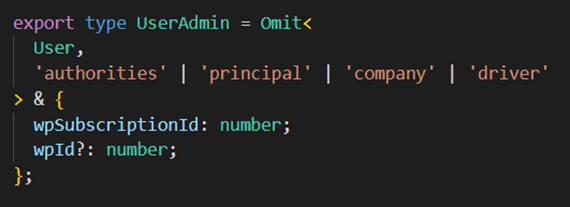 export type UserAdmin = Omit<
  User,
  'authorities' | 'principal' | 'company' | 'driver'
> & {
  wpSubscriptionId: number;
  wpId?: number;
};